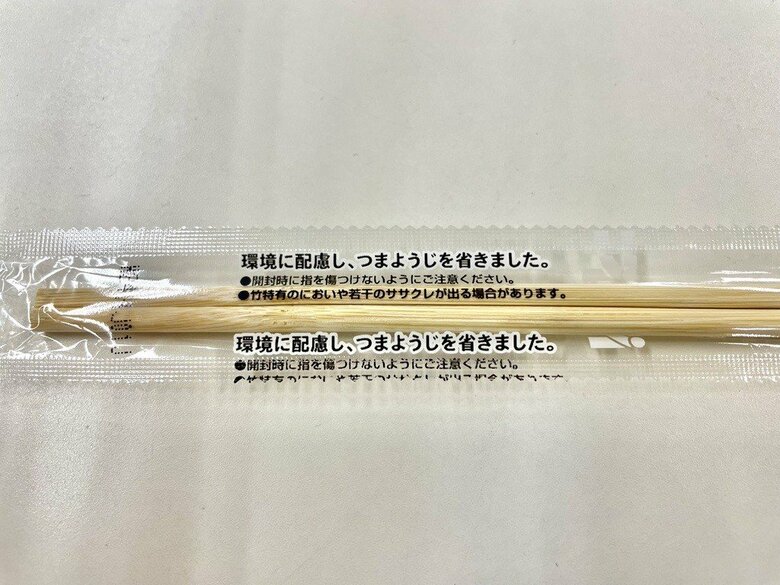 環境に配慮し、つまようじを省きました。
●開封時に指を傷つけないようにご注意ください。
●竹特有のにおいや若干のササクレが出る場合があります。
環境に配慮し、つまようじを省きました。
●開封時に指を傷つけないようにご注意ください。